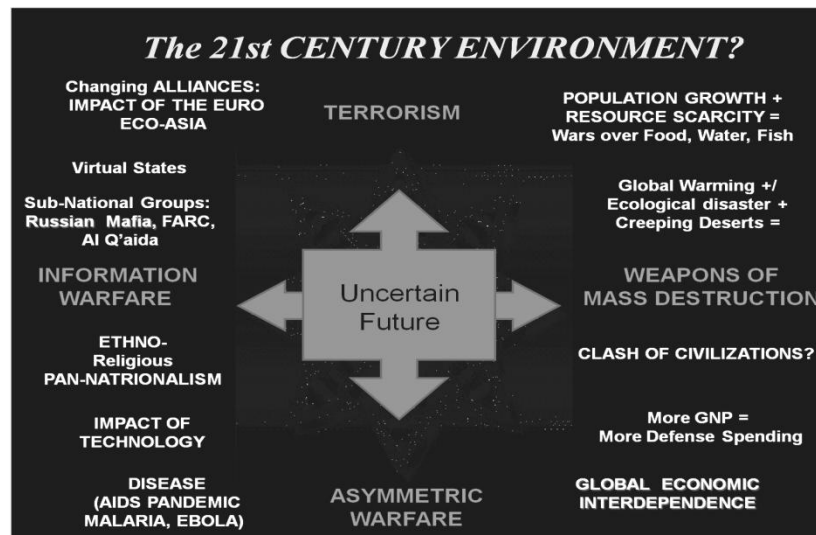 The 21st CENTURY ENVIRONMENT?
Changing ALLIANCES:
IMPACT OF THE EURO
ECO-ASIA
Virtual States
Sub-National Groups:
Russian Mafia, FARC,
Al Q'aida
INFORMATION
WARFARE
ETHNO-
Religious
PAN-NATRIONALISM
IMPACT OF
TECHNOLOGY
DISEASE
(AIDS PANDEMIC
MALARIA, EBOLA)
TERRORISM
Uncertain
Future
ASYMMETRIC
WARFARE
POPULATION GROWTH +
RESOURCE SCARCITY =
Wars over Food, Water, Fish
Global Warming +/
Ecological disaster +
Creeping Deserts =
WEAPONS OF
MASS DESTRUCTION
CLASH OF CIVILIZATIONS?
More GNP =
More Defense Spending
GLOBAL ECONOMIC
INTERDEPENDENCE